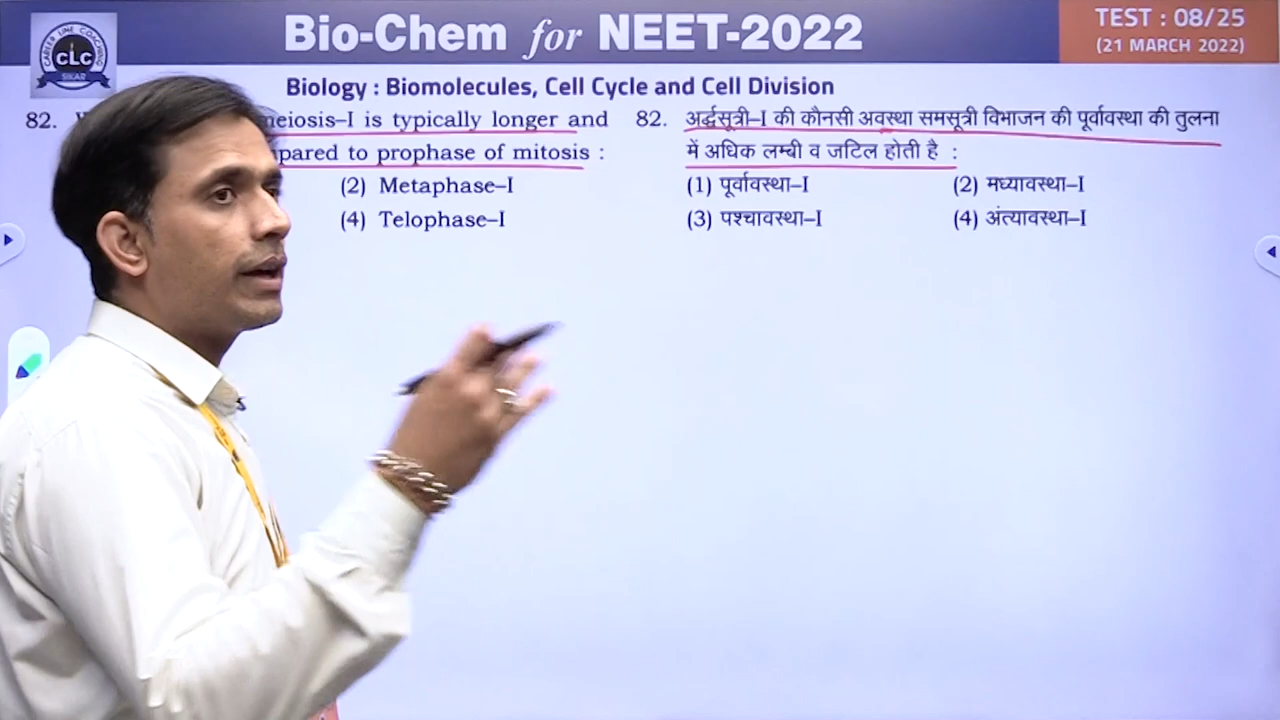 Bio-Chem for NEET-2022
TEST : 08/25
(21 MARCH 2022)
CAREER LINE COACHING
CLC
SIKAR
Biology : Biomolecules, Cell Cycle and Cell Division
82. meiosis–I is typically longer and
pared to prophase of mitosis :
(2) Metaphase–I
(4) Telophase–I
82. अर्द्धसूत्री–I की कौनसी अवस्था समसूत्री विभाजन की पूर्वावस्था की तुलना
में अधिक लम्बी व जटिल होती है :
(1) पूर्वावस्था–I (2) मध्यावस्था–I
(3) पश्चावस्था–I (4) अंत्यावस्था–I